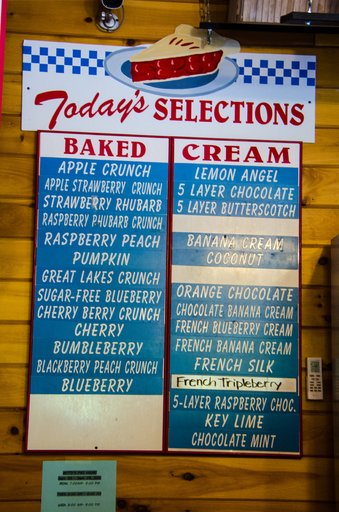 Today's SELECTIONS
BAKED
APPLE CRUNCH
APPLE STRAWBERRY CRUNCH
STRAWBERRY RHUBARB
RASPBERRY RHUBARB CRUNCH
RASPBERRY PEACH
PUMPKIN
GREAT LAKES CRUNCH
SUGAR-FREE BLUEBERRY
CHERRY BERRY CRUNCH
CHERRY
BUMBLEBERRY
BLACKBERRY PEACH CRUNCH
BLUEBERRY
CREAM
LEMON ANGEL
5 LAYER CHOCOLATE
5 LAYER BUTTERSCOTCH
BANANA CREAM
COCONUT
ORANGE CHOCOLATE
CHOCOLATE BANANA CREAM
FRENCH BLUEBERRY CREAM
FRENCH BANANA CREAM
FRENCH SILK
French Tripleberry
5-LAYER RASPBERRY CHOC.
KEY LIME
CHOCOLATE MINT